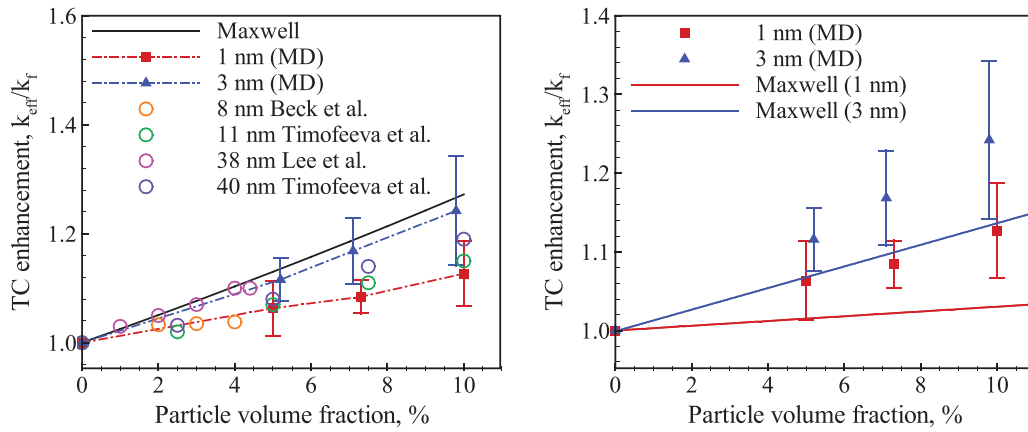 TC enhancement, k_eff/k_f
1.6
1.4
1.2
1.0
0
2
4
6
8
10
Particle volume fraction, %
Maxwell
1 nm (MD)
3 nm (MD)
8 nm Beck et al.
11 nm Timofeeva et al.
38 nm Lee et al.
40 nm Timofeeva et al.
TC enhancement, k_eff/k_f
1.4
1.3
1.2
1.1
1.0
0
2
4
6
8
10
Particle volume fraction, %
1 nm (MD)
3 nm (MD)
Maxwell (1 nm)
Maxwell (3 nm)